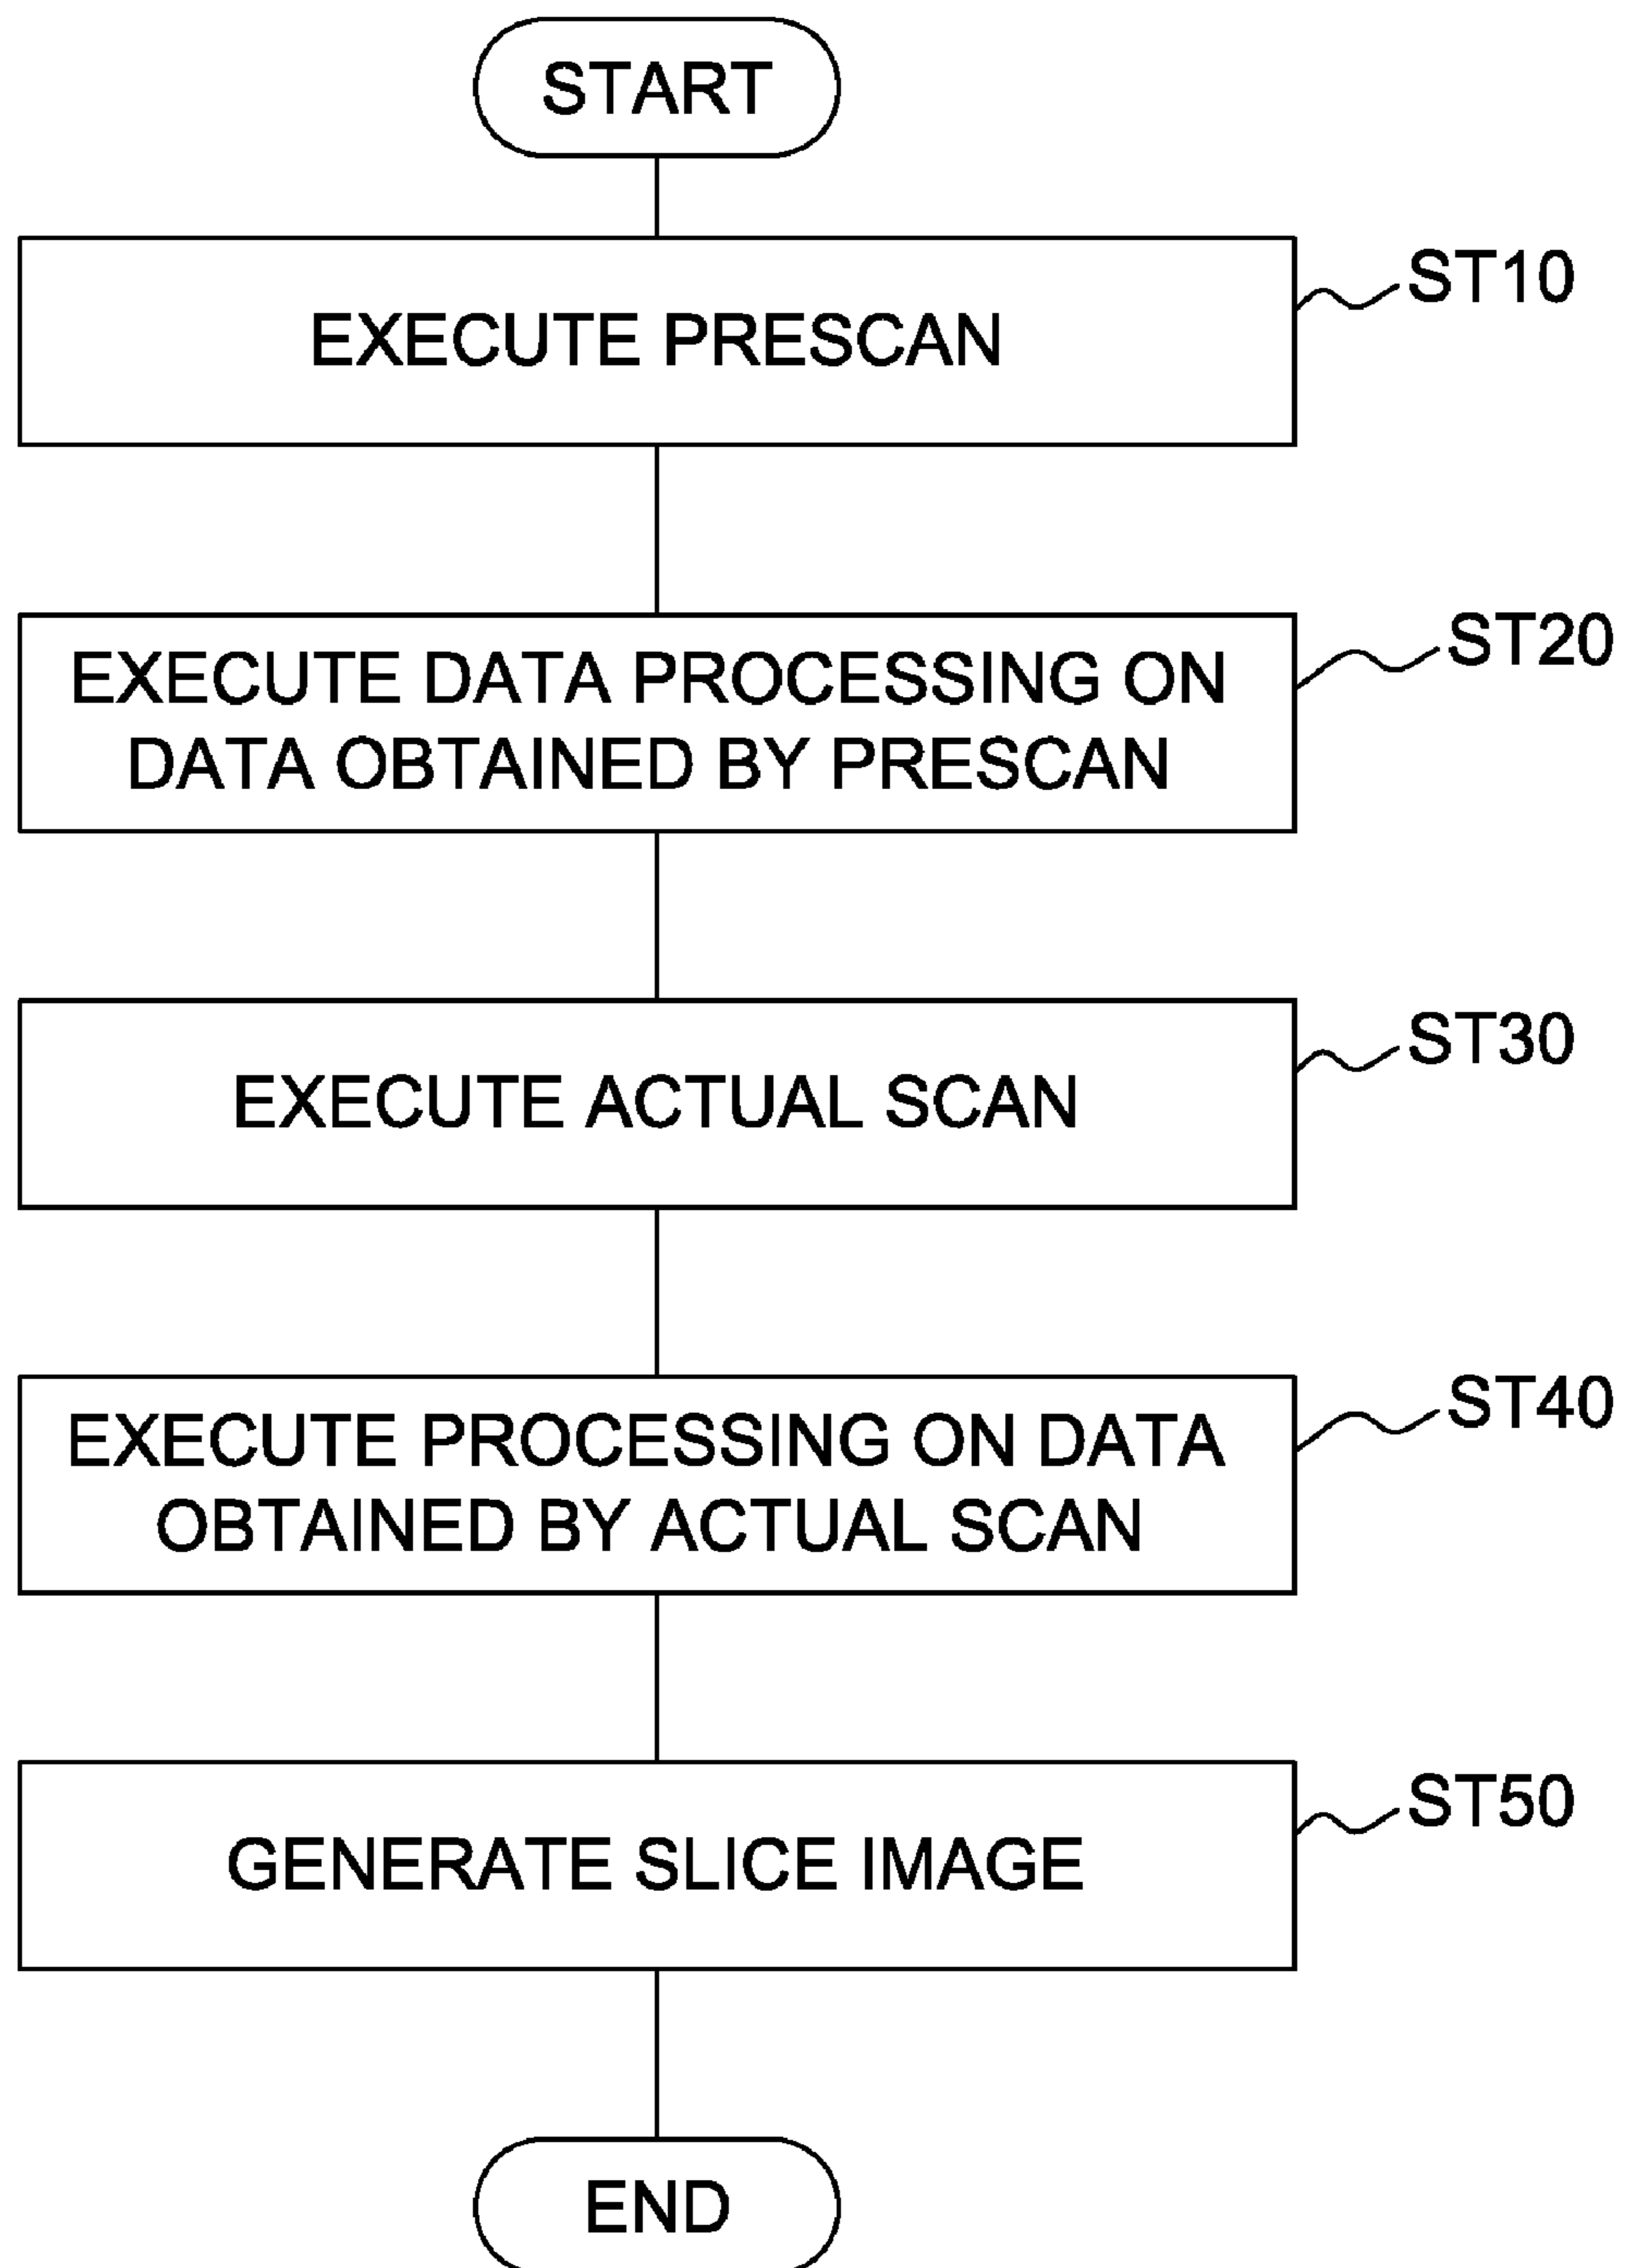 START
ST10
EXECUTE PRESCAN
ST20
EXECUTE DATA PROCESSING ON
DATA OBTAINED BY PRESCAN
ST30
EXECUTE ACTUAL SCAN
ST40
EXECUTE PROCESSING ON DATA
OBTAINED BY ACTUAL SCAN
ST50
GENERATE SLICE IMAGE
END